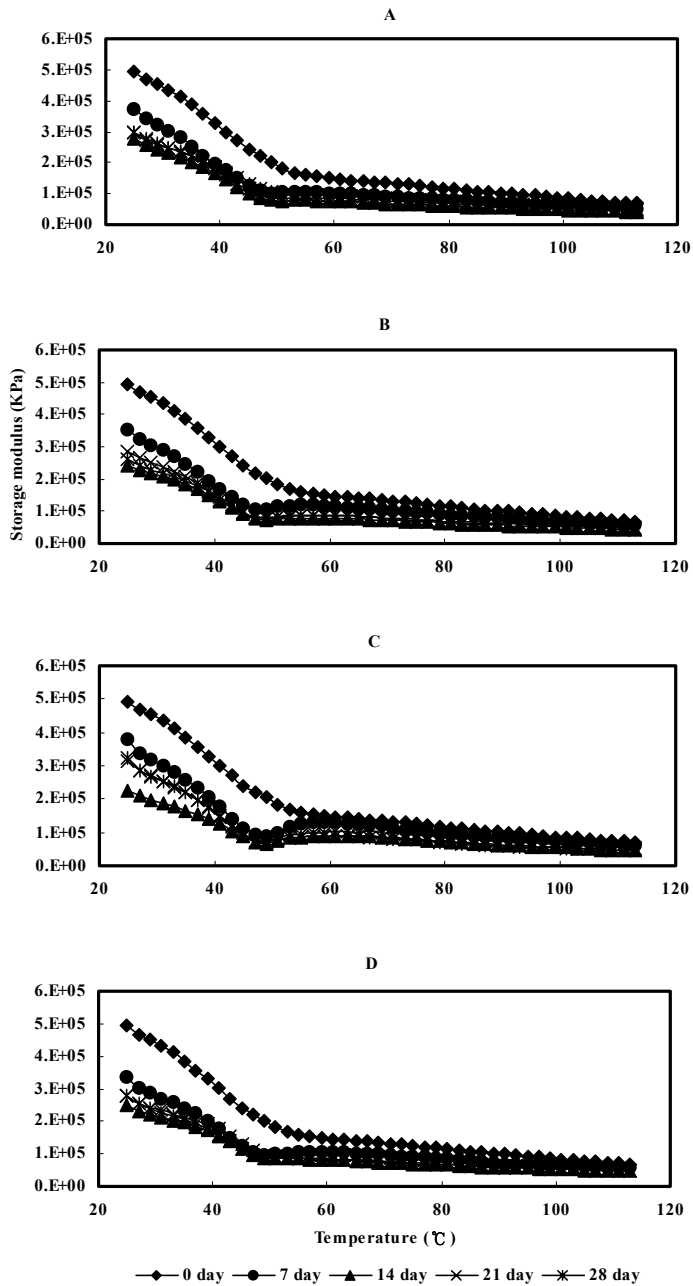 A
6.E+05
5.E+05
4.E+05
3.E+05
2.E+05
1.E+05
0.E+00
20 40 60 80 100 120
B
Storage modulus (KPa)
6.E+05
5.E+05
4.E+05
3.E+05
2.E+05
1.E+05
0.E+00
20 40 60 80 100 120
C
6.E+05
5.E+05
4.E+05
3.E+05
2.E+05
1.E+05
0.E+00
20 40 60 80 100 120
D
6.E+05
5.E+05
4.E+05
3.E+05
2.E+05
1.E+05
0.E+00
20 40 60 80 100 120
Temperature (℃)
0 day 7 day 14 day 21 day 28 day